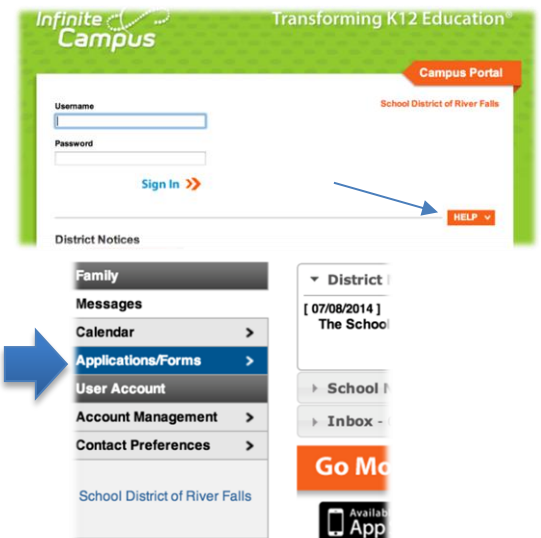 Infinite
Campus
Transforming K12 Education®
Campus Portal
Username
School District of River Falls
Password
Sign In
HELP
District Notices
Family
Messages
Calendar
Applications/Forms
User Account
Account Management
Contact Preferences
School District of River Falls
District
[ 07/08/2014 ]
The School
School
Inbox -
Go Mo
Availab
App